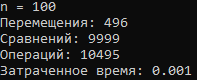 n = 100
Перемещения: 496
Сравнений: 9999
Операций: 10495
Затраченное время: 0.001